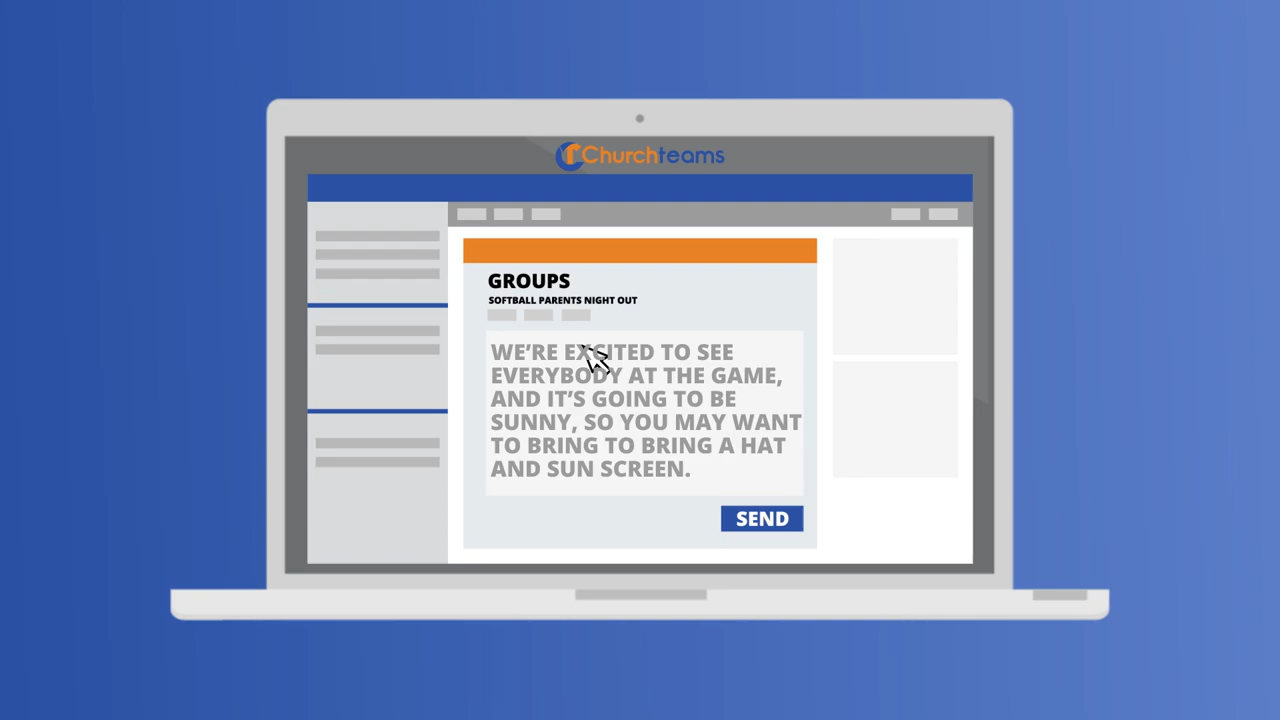 Churchteams
GROUPS
SOFTBALL PARENTS NIGHT OUT
WE'RE EXCITED TO SEE
EVERYBODY AT THE GAME,
AND IT'S GOING TO BE
SUNNY, SO YOU MAY WANT
TO BRING TO BRING A HAT
AND SUN SCREEN.
SEND